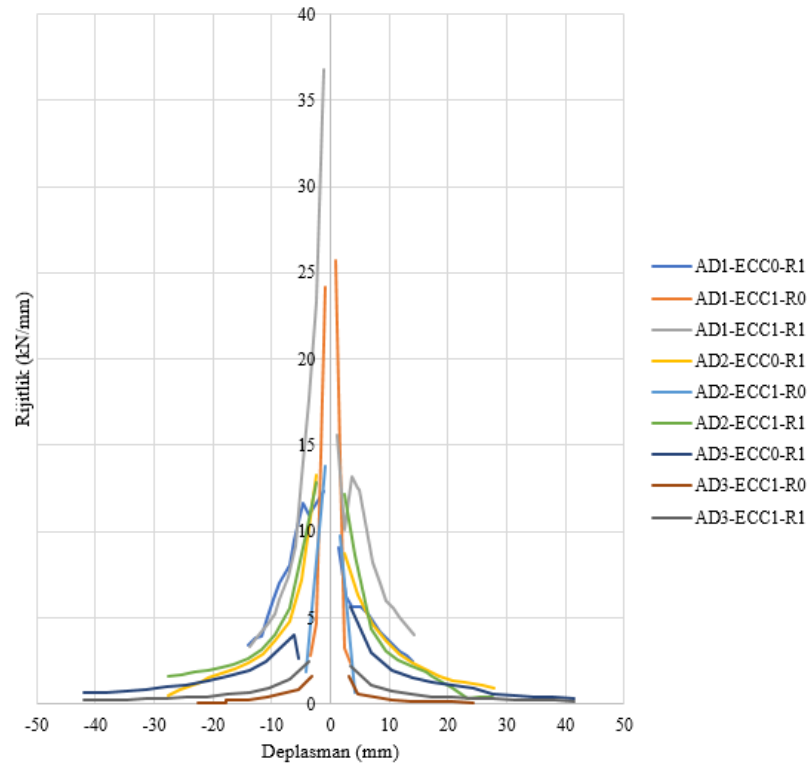 40
35
30
25
20
15
10
5
0
-50 -40 -30 -20 -10 0 10 20 30 40 50
Rijitlik (kN/mm)
Deplasman (mm)
AD1-ECC0-R1
AD1-ECC1-R0
AD1-ECC1-R1
AD2-ECC0-R1
AD2-ECC1-R0
AD2-ECC1-R1
AD3-ECC0-R1
AD3-ECC1-R0
AD3-ECC1-R1